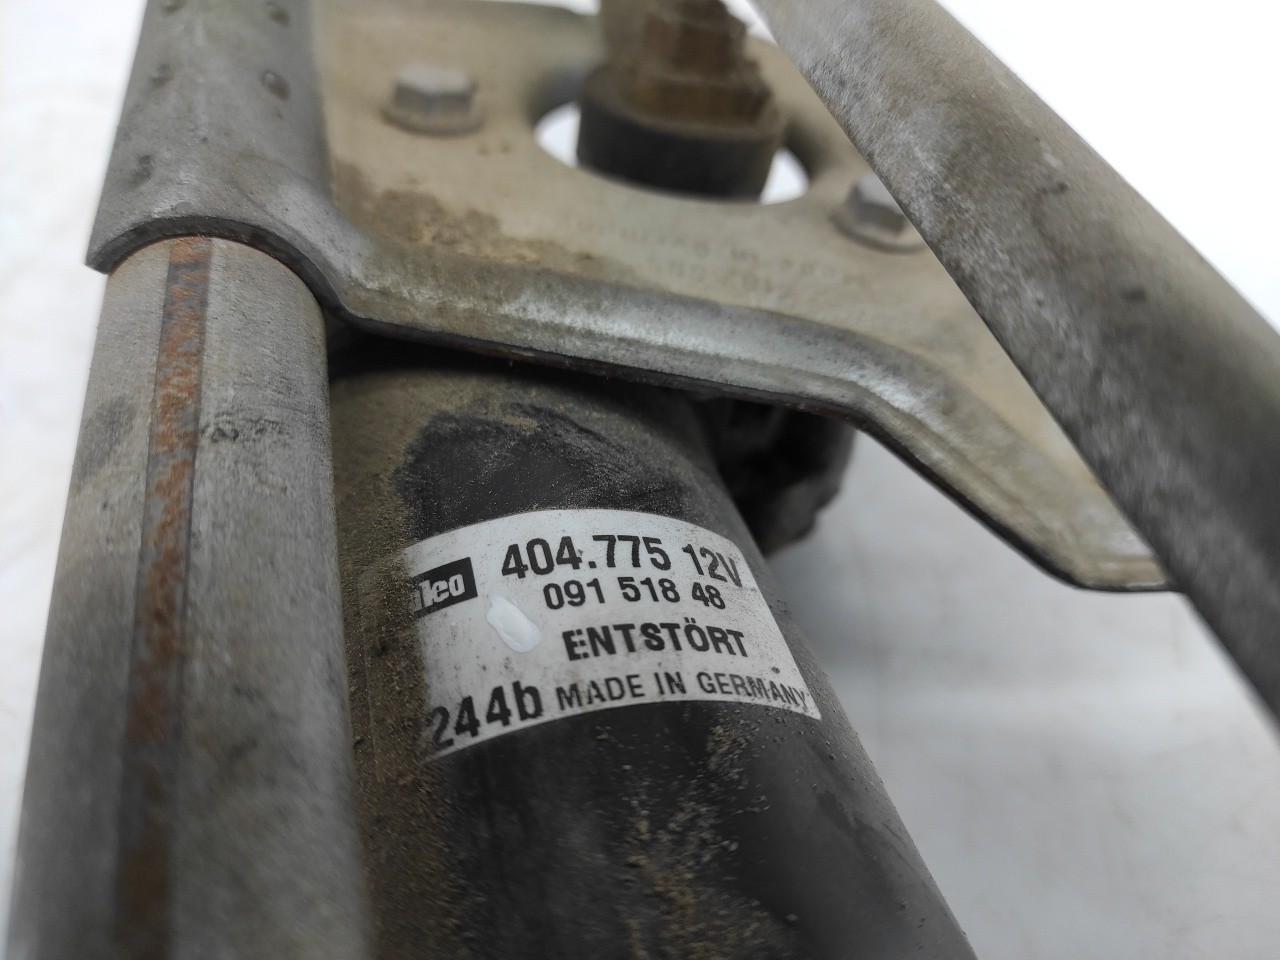 404.775 12V
091 518 48
ENTSTÖRT
244b MADE IN GERMANY